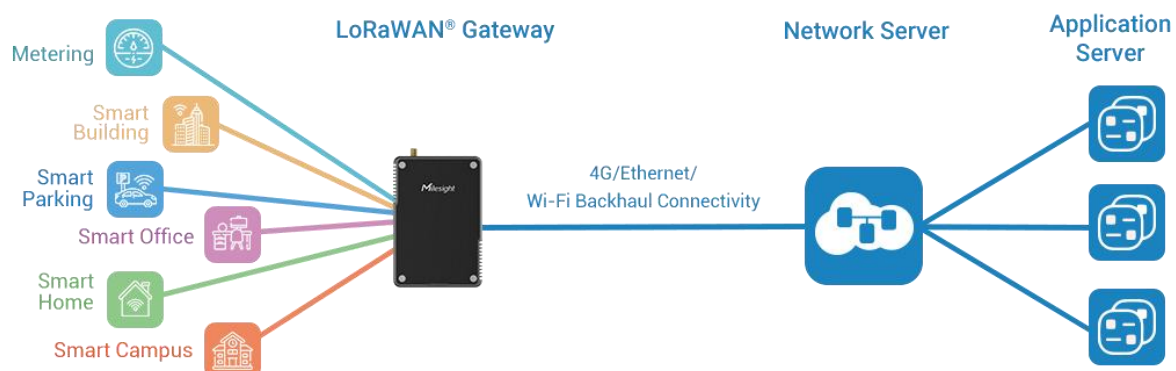 LoRaWAN® Gateway
Network Server
Application
Server
Metering
Smart
Building
Smart
Parking
Smart Office
Smart
Home
Smart Campus
Milesight
4G/Ethernet/
Wi-Fi Backhaul Connectivity
P